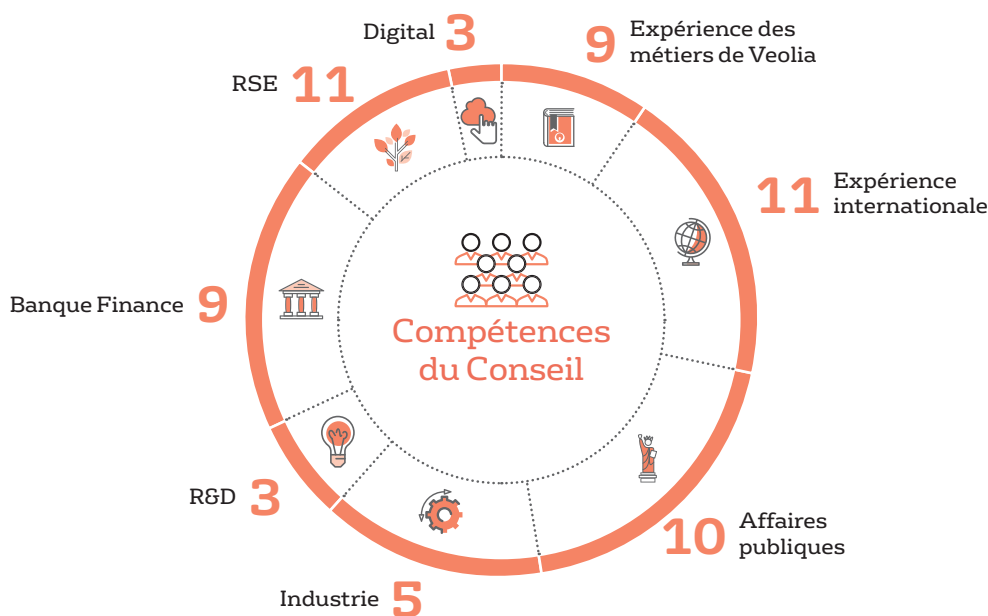 Digital 3
9 Expérience des
métiers de Veolia
RSE 11
11 Expérience
internationale
Banque Finance 9
Compétences
du Conseil
R&D 3
10 Affaires
publiques
Industrie 5